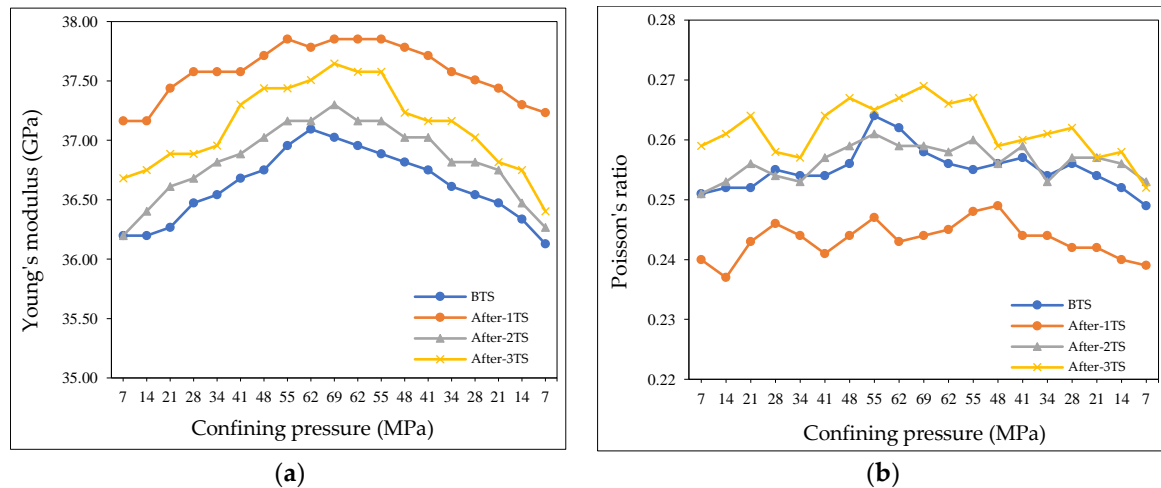 38.00
37.50
37.00
36.50
36.00
35.50
35.00
Young's modulus (GPa)
BTS
After-1TS
After-2TS
After-3TS
7 14 21 28 34 41 48 55 62 69 62 55 48 41 34 28 21 14 7
Confining pressure (MPa)
(a)
0.28
0.27
0.26
0.25
0.24
0.23
0.22
Poisson's ratio
BTS
After-1TS
After-2TS
After-3TS
7 14 21 28 34 41 48 55 62 69 62 55 48 41 34 28 21 14 7
Confining pressure (MPa)
(b)